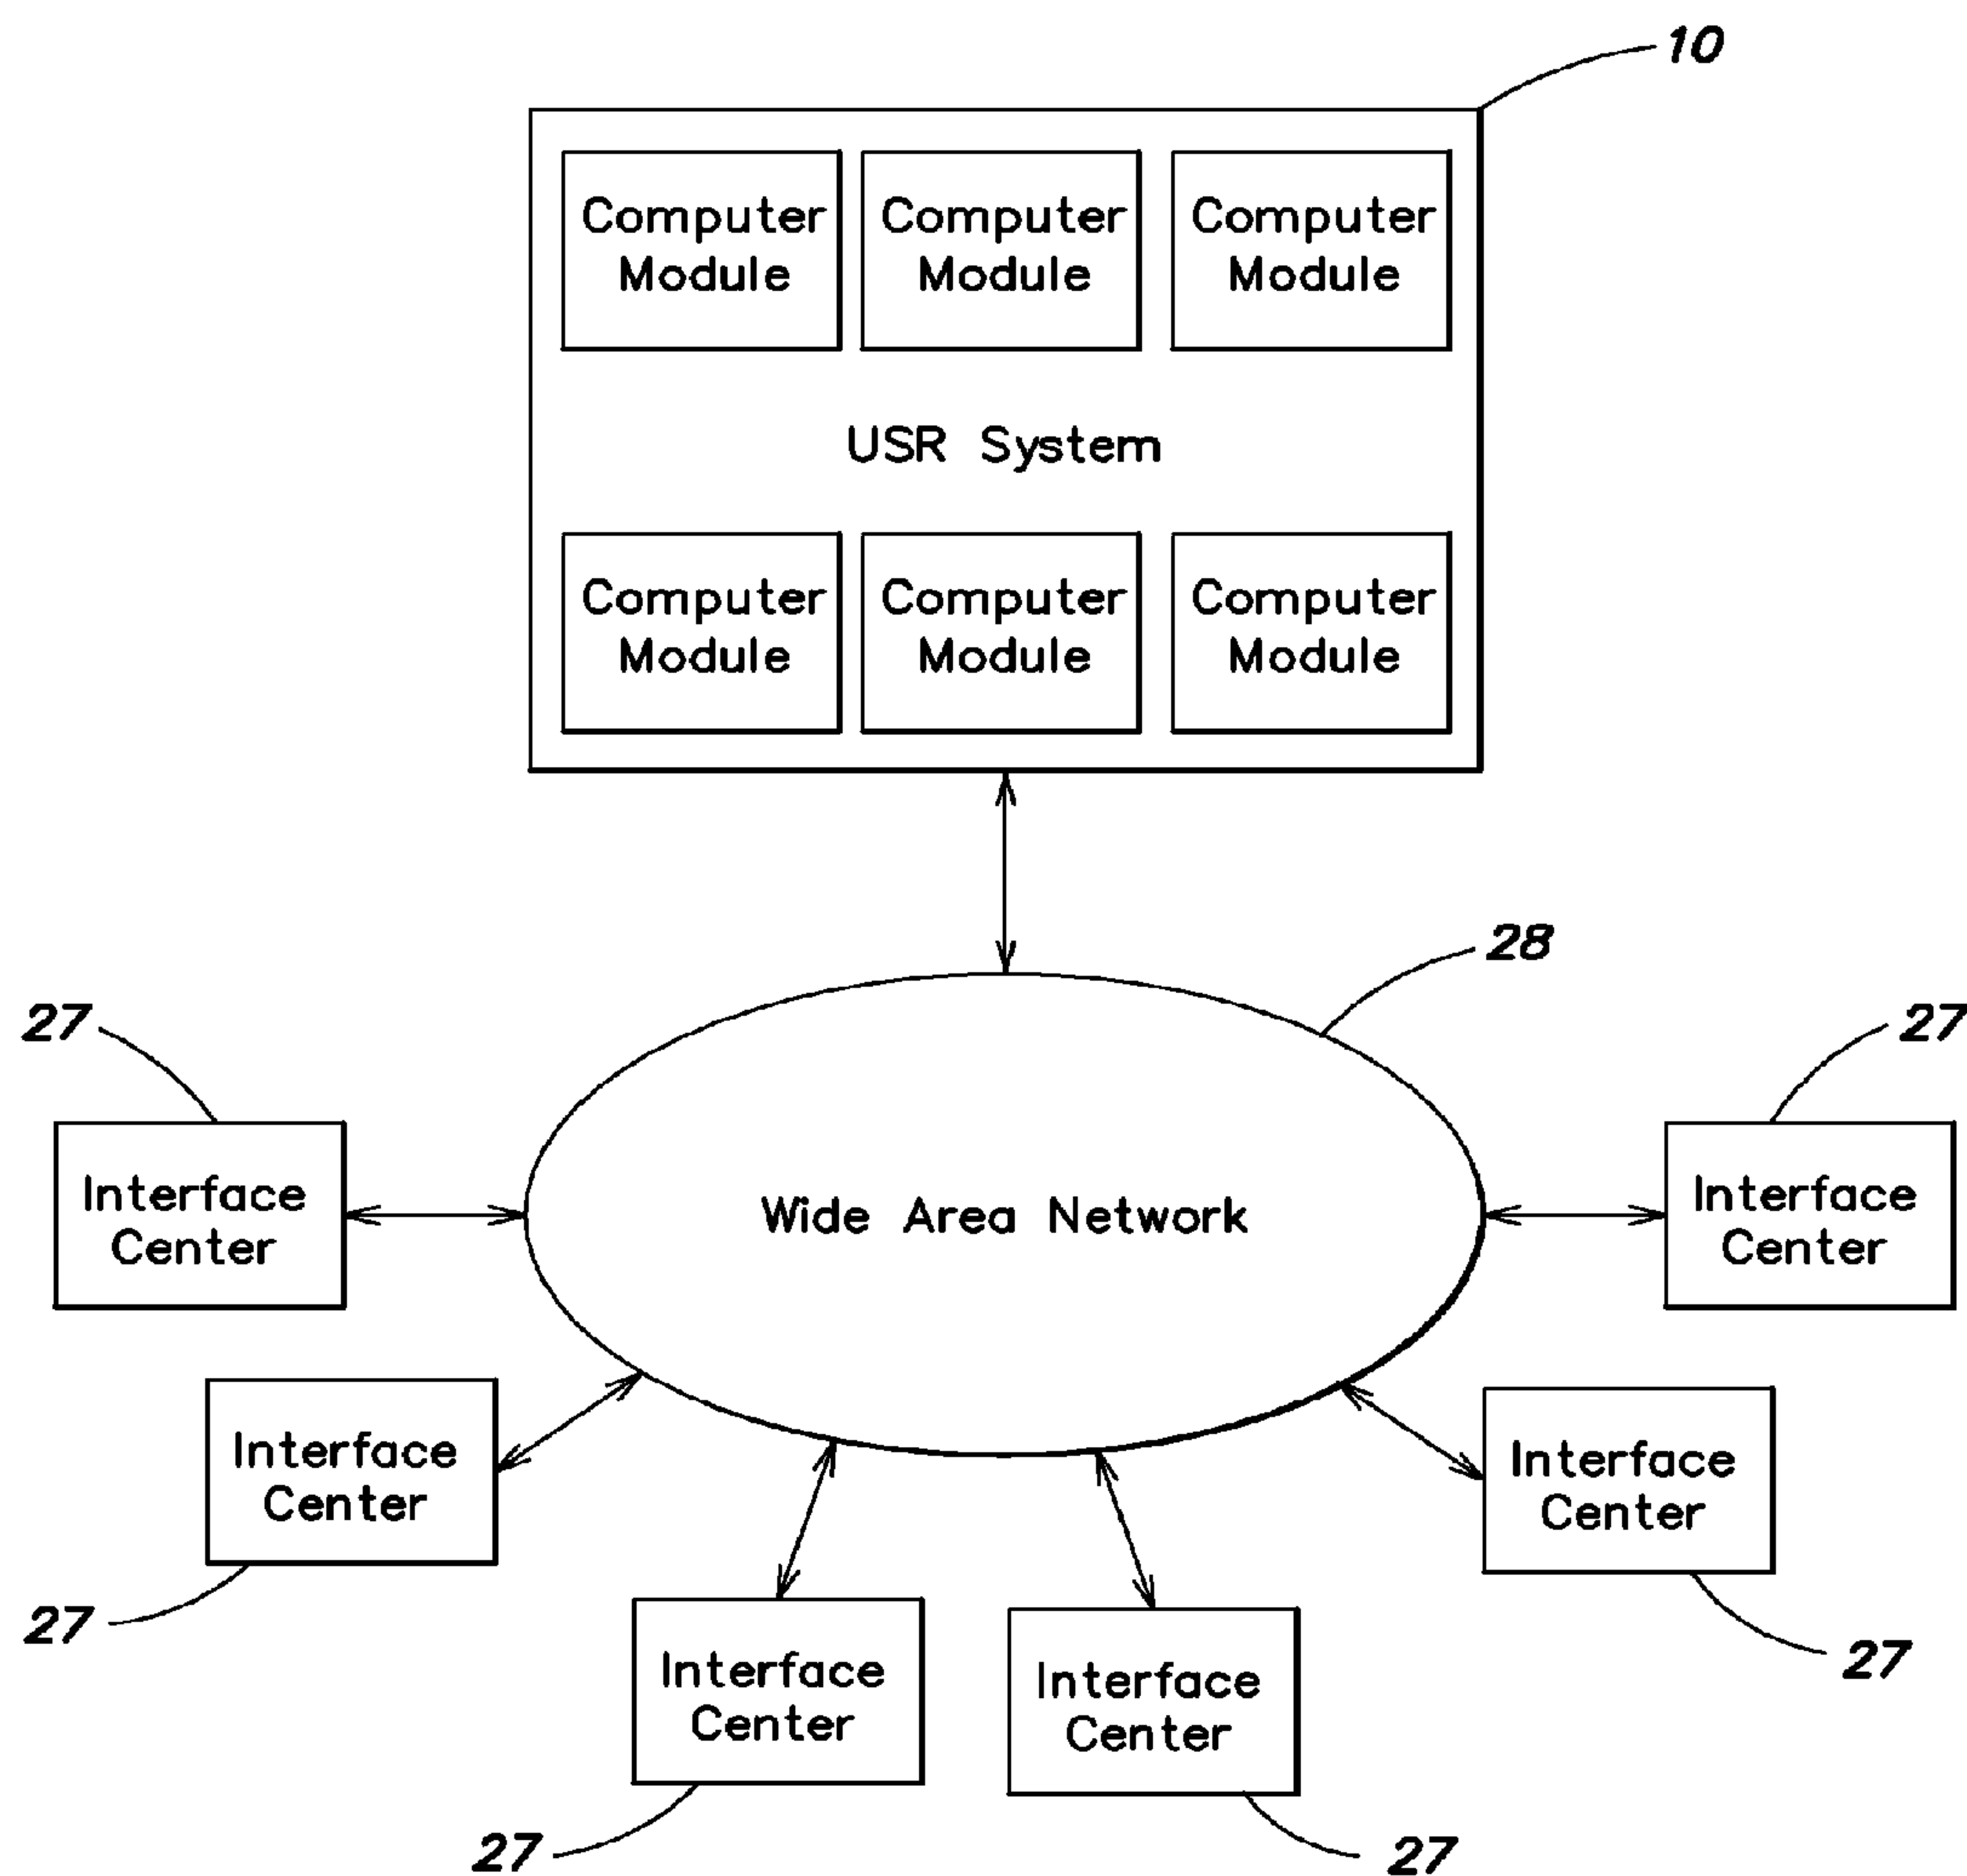 10
Computer Module
Computer Module
Computer Module
USR System
Computer Module
Computer Module
Computer Module
28
27
27
Interface Center
Wide Area Network
Interface Center
Interface Center
Interface Center
27
Interface Center
Interface Center
27
27
27